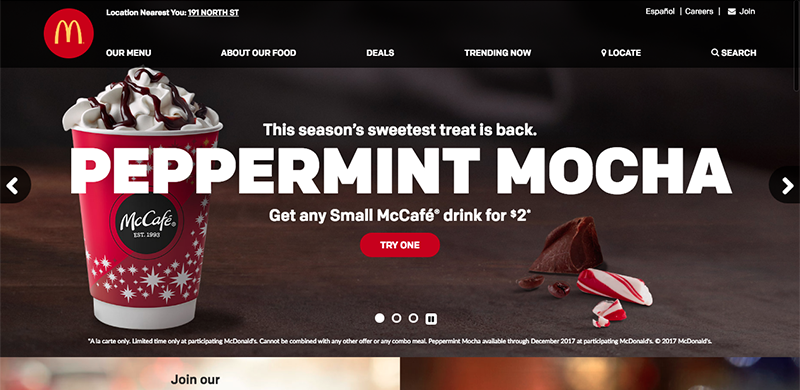 Location Nearest You: 191 NORTH ST
Español | Careers | Join
OUR MENU ABOUT OUR FOOD DEALS TRENDING NOW LOCATE SEARCH
This season's sweetest treat is back.
PEPPERMINT MOCHA
Get any Small McCafé® drink for $2*
TRY ONE
McCafé®
EST. 1993
*A la carte only. Limited time only at participating McDonald's. Cannot be combined with any other offer or any combo meal. Peppermint Mocha available through December 2017 at participating McDonald's. © 2017 McDonald's.
Join our